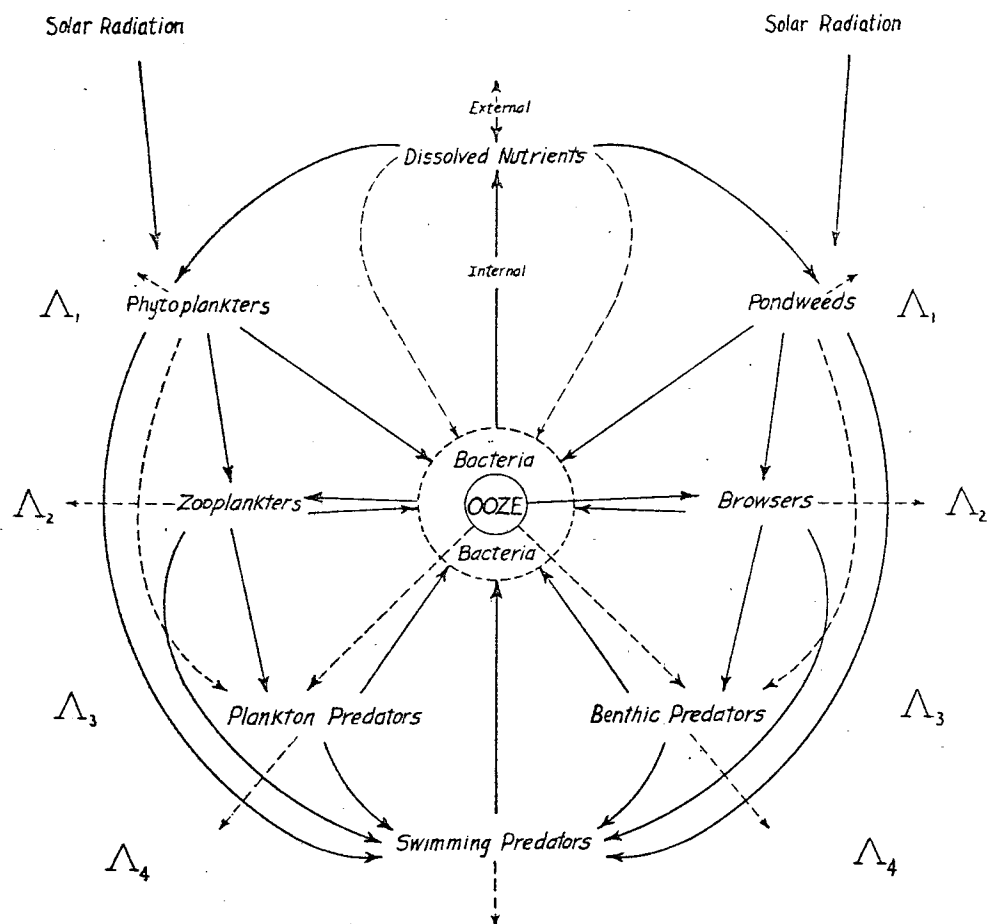 Solar Radiation
Solar Radiation
External
Dissolved Nutrients
Internal
Λ₁
Phytoplankters
Pondweeds
Λ₁
Bacteria
Λ₂
Zooplankters
OOZE
Browsers
Λ₂
Bacteria
Λ₃
Plankton Predators
Benthic Predators
Λ₃
Swimming Predators
Λ₄
Λ₄